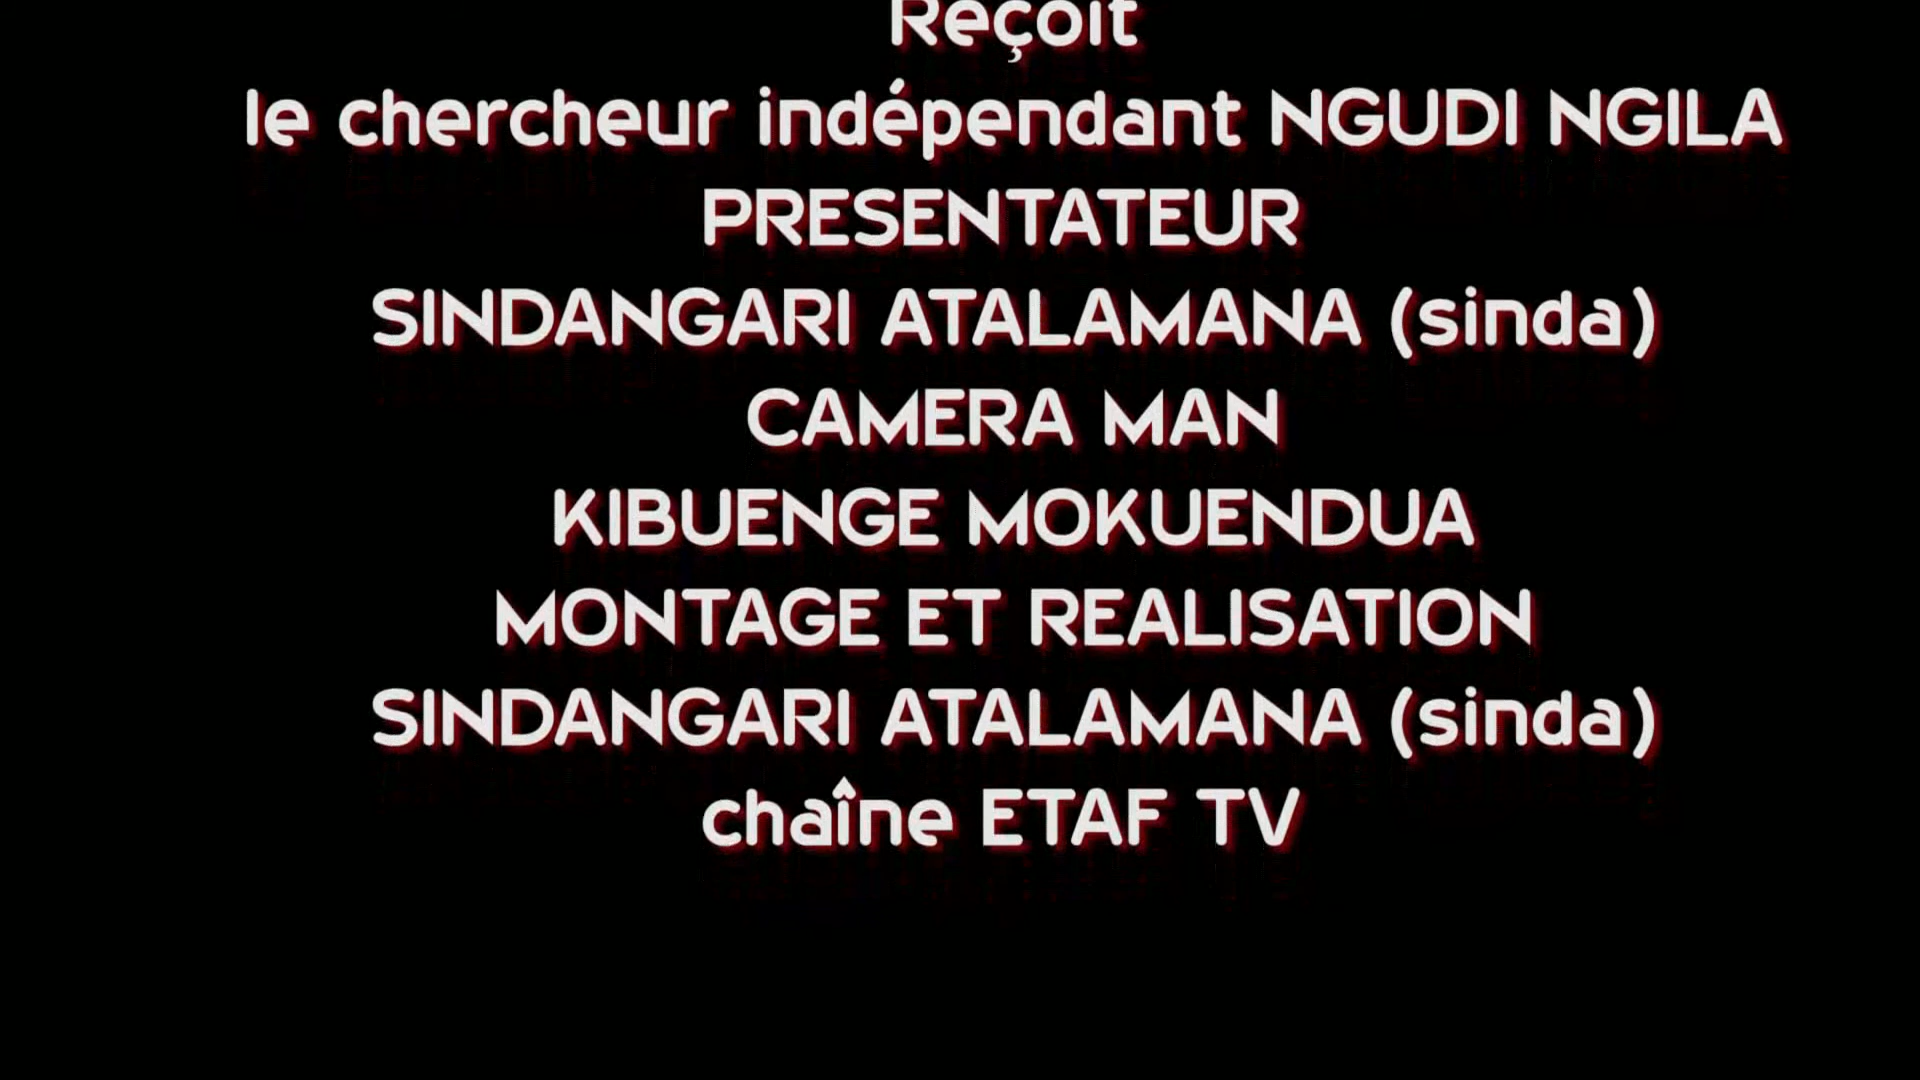 Reçoit
le chercheur indépendant NGUDI NGILA
PRESENTATEUR
SINDANGARI ATALAMANA (sinda)
CAMERA MAN
KIBUENGE MOKUENDUA
MONTAGE ET REALISATION
SINDANGARI ATALAMANA (sinda)
chaîne ETAF TV